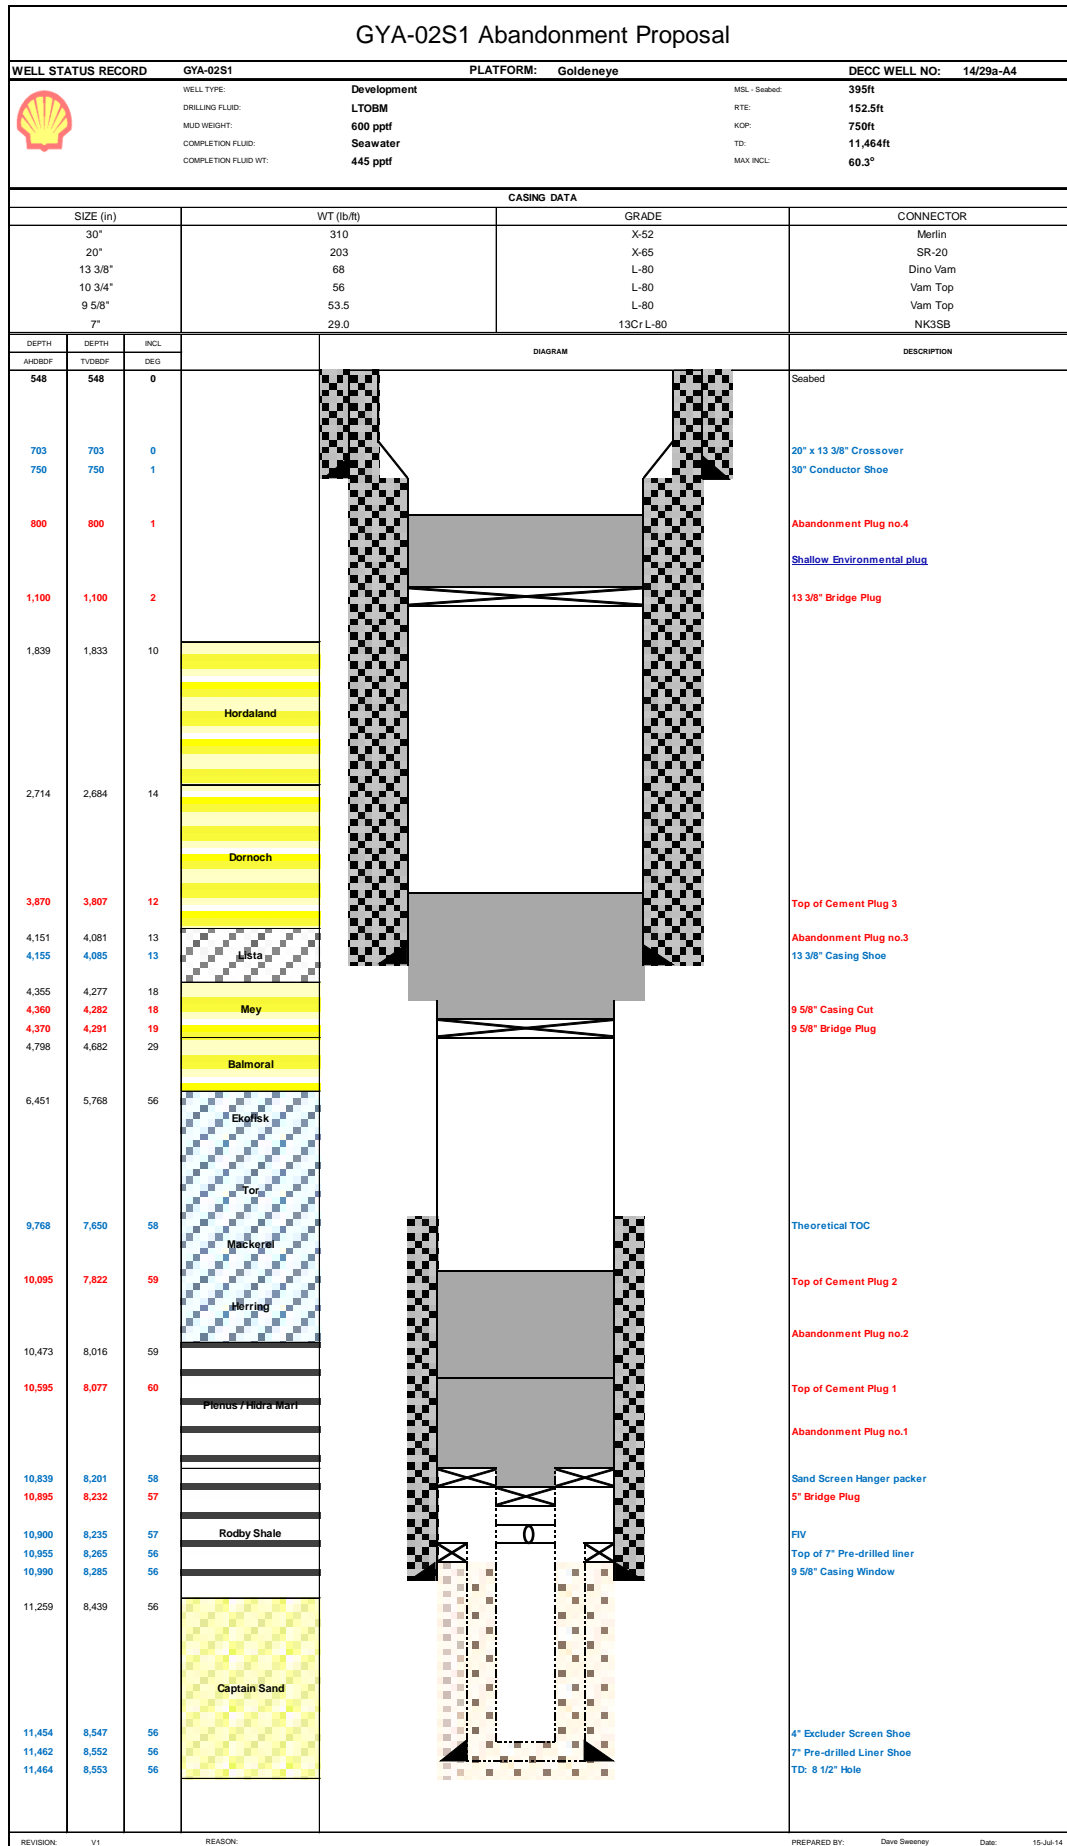 GYA-02S1 Abandonment Proposal
WELL STATUS RECORD GYA-02S1 PLATFORM: Goldeneye DECC WELL NO: 14/29a-A4
WELL TYPE: Development MSL - Seabed: 395ft
DRILLING FLUID: LTOBM RTE: 152.5ft
MUD WEIGHT: 600 pptf KOP: 750ft
COMPLETION FLUID: Seawater TD: 11,464ft
COMPLETION FLUID WT: 445 pptf MAX INCL: 60.3°
CASING DATA
SIZE (in) WT (lb/ft) GRADE CONNECTOR
30" 310 X-52 Merlin
20" 203 X-65 SR-20
13 3/8" 68 L-80 Dino Vam
10 3/4" 56 L-80 Vam Top
9 5/8" 53.5 L-80 Vam Top
7" 29.0 13Cr L-80 NK3SB
DEPTH DEPTH INCL
DIAGRAM DESCRIPTION
AHDBDF TVDBDF DEG
548 548 0 Seabed
703 703 0 20" x 13 3/8" Crossover
750 750 1 30" Conductor Shoe
800 800 1 Abandonment Plug no.4
Shallow Environmental plug
1,100 1,100 2 13 3/8" Bridge Plug
1,839 1,833 10
Hordaland
2,714 2,684 14
Dornoch
3,870 3,807 12 Top of Cement Plug 3
4,151 4,081 13 Abandonment Plug no.3
4,155 4,085 13 Lista 13 3/8" Casing Shoe
4,355 4,277 18
4,360 4,282 18 Mey 9 5/8" Casing Cut
4,370 4,291 19 9 5/8" Bridge Plug
4,798 4,682 29
Balmoral
6,451 5,768 56
Ekofisk
Tor
9,768 7,650 58 Theoretical TOC
Mackerel
10,095 7,822 59 Top of Cement Plug 2
Herring
Abandonment Plug no.2
10,473 8,016 59
10,595 8,077 60 Top of Cement Plug 1
Plenus / Hidra Marl
Abandonment Plug no.1
10,839 8,201 58 Sand Screen Hanger packer
10,895 8,232 57 5" Bridge Plug
10,900 8,235 57 Rodby Shale FIV
10,955 8,265 56 Top of 7" Pre-drilled liner
10,990 8,285 56 9 5/8" Casing Window
11,259 8,439 56
Captain Sand
11,454 8,547 56 4" Excluder Screen Shoe
11,462 8,552 56 7" Pre-drilled Liner Shoe
11,464 8,553 56 TD: 8 1/2" Hole
REVISION: V1 REASON: PREPARED BY: Dave Sweeney Date: 15-Jul-14